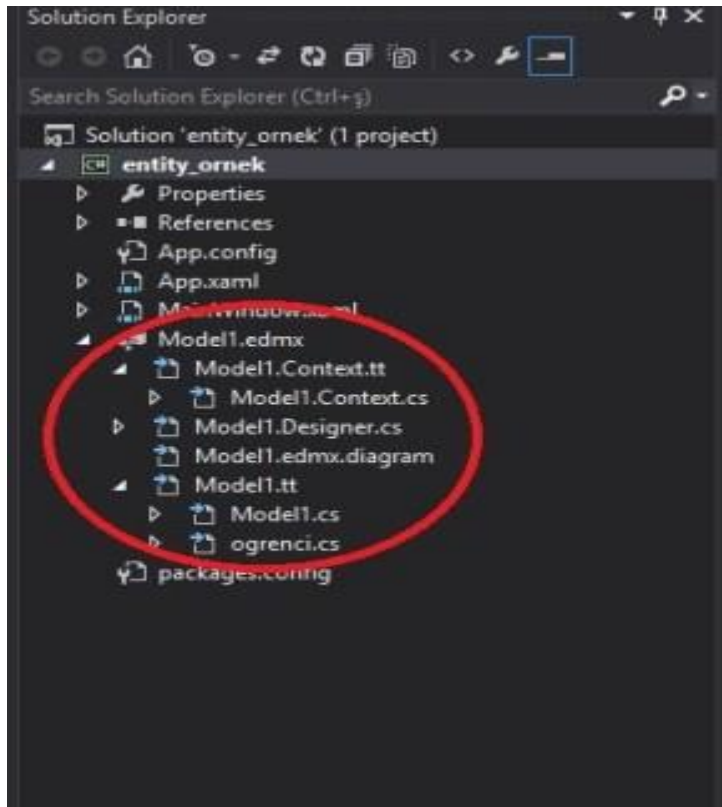 Solution Explorer
Search Solution Explorer (Ctrl+ş)
Solution 'entity_ornek' (1 project)
C# entity_ornek
Properties
References
App.config
App.xaml
MainWindow.xaml
Model1.edmx
Model1.Context.tt
Model1.Context.cs
Model1.Designer.cs
Model1.edmx.diagram
Model1.tt
Model1.cs
ogrenci.cs
packages.config